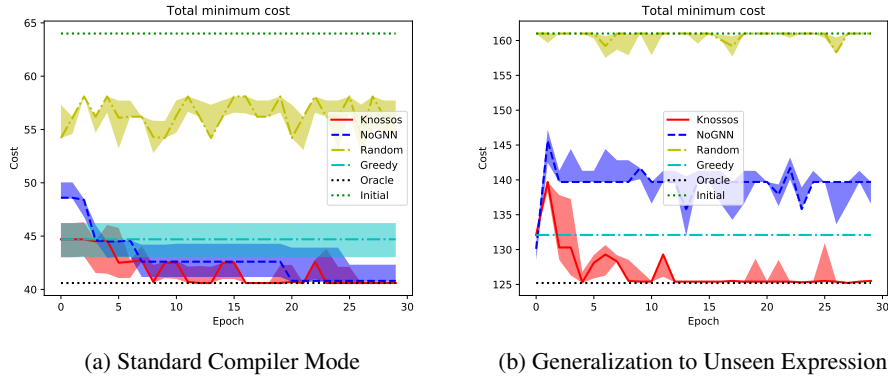 Total minimum cost
65
60
55
50
45
40
Cost
0
5
10
15
20
25
30
Epoch
Knossos
NoGNN
Random
Greedy
Oracle
Initial
(a) Standard Compiler Mode
Total minimum cost
160
155
150
145
140
135
130
125
Cost
0
5
10
15
20
25
30
Epoch
Knossos
NoGNN
Random
Greedy
Oracle
Initial
(b) Generalization to Unseen Expression